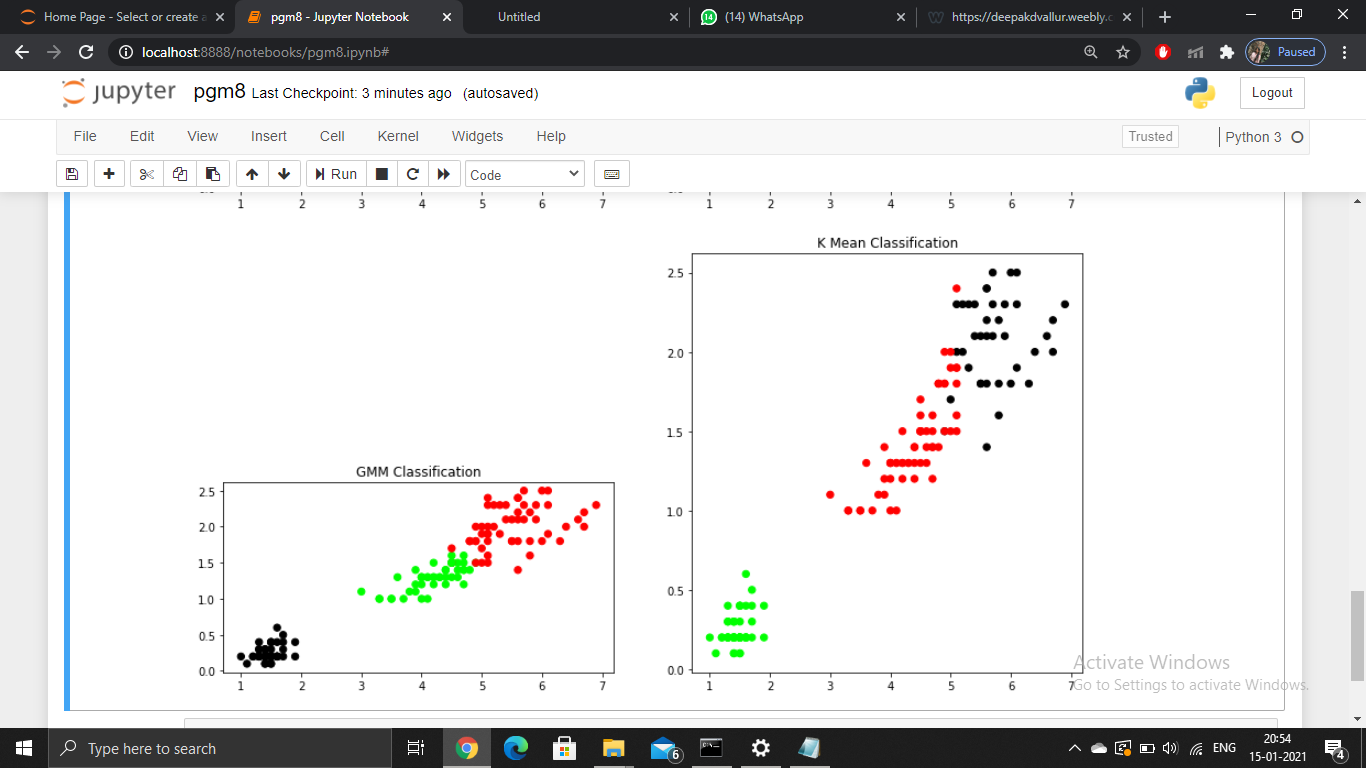 Home Page - Select or create a
pgm8 - Jupyter Notebook
Untitled
(14) WhatsApp
https://deepakdvallur.weebly.c
localhost:8888/notebooks/pgm8.ipynb#
Paused
jupyter pgm8 Last Checkpoint: 3 minutes ago (autosaved)
Logout
File Edit View Insert Cell Kernel Widgets Help
Trusted
Python 3
Run
Code
1 2 3 4 5 6 7
1 2 3 4 5 6 7
K Mean Classification
2.5
2.0
1.5
1.0
0.5
0.0
1 2 3 4 5 6 7
GMM Classification
2.5
2.0
1.5
1.0
0.5
0.0
1 2 3 4 5 6 7
Activate Windows
Go to Settings to activate Windows.
Type here to search
6
ENG
20:54
15-01-2021
4